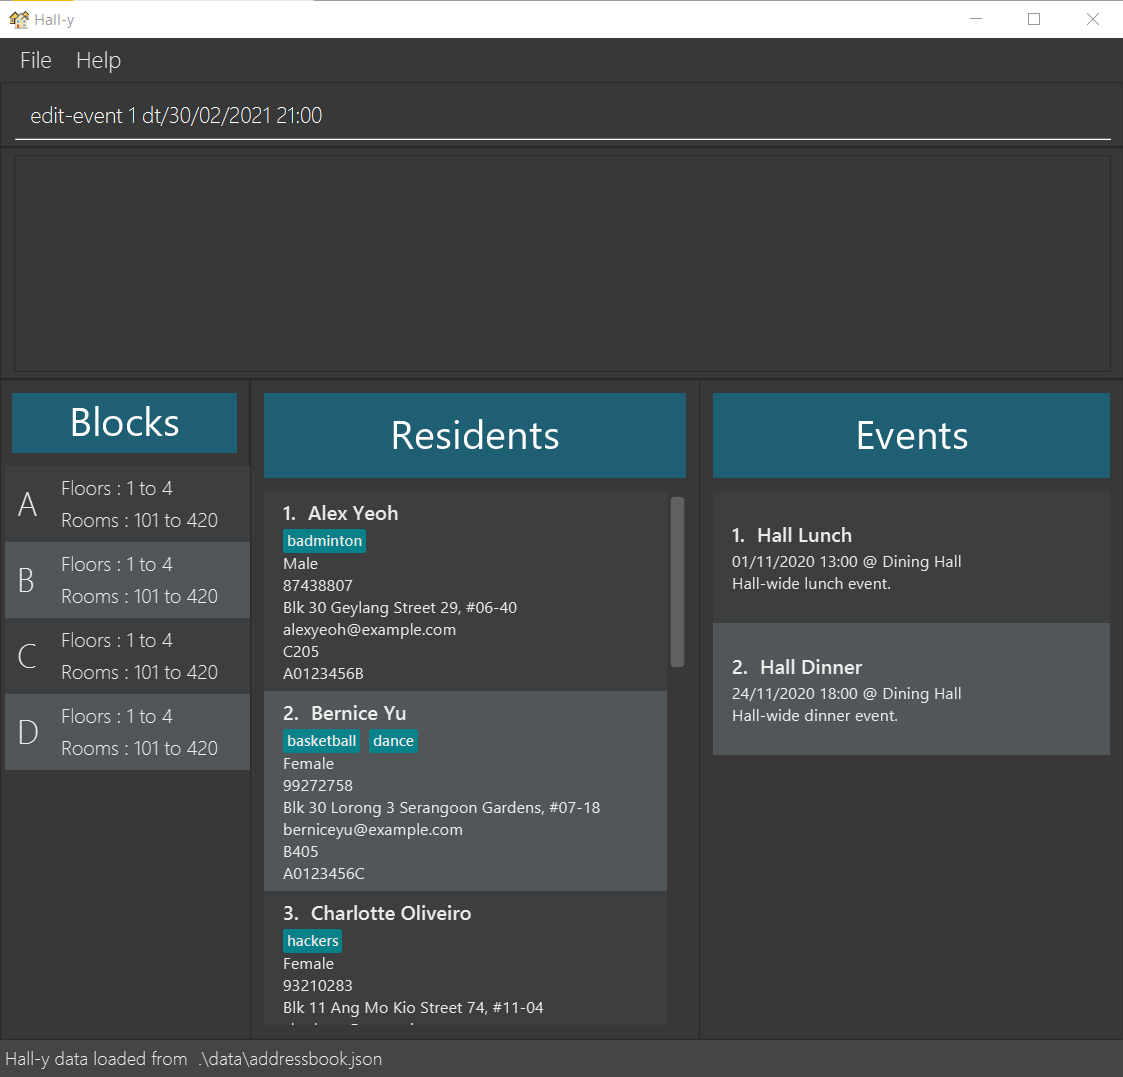 Hall-y
File Help
edit-event 1 dt/30/02/2021 21:00
Blocks
A
Floors : 1 to 4
Rooms : 101 to 420
B
Floors : 1 to 4
Rooms : 101 to 420
C
Floors : 1 to 4
Rooms : 101 to 420
D
Floors : 1 to 4
Rooms : 101 to 420
Residents
1. Alex Yeoh
badminton
Male
87438807
Blk 30 Geylang Street 29, #06-40
alexyeoh@example.com
C205
A0123456B
2. Bernice Yu
basketball dance
Female
99272758
Blk 30 Lorong 3 Serangoon Gardens, #07-18
berniceyu@example.com
B405
A0123456C
3. Charlotte Oliveiro
hackers
Female
93210283
Blk 11 Ang Mo Kio Street 74, #11-04
Events
1. Hall Lunch
01/11/2020 13:00 @ Dining Hall
Hall-wide lunch event.
2. Hall Dinner
24/11/2020 18:00 @ Dining Hall
Hall-wide dinner event.
Hall-y data loaded from .\data\addressbook.json